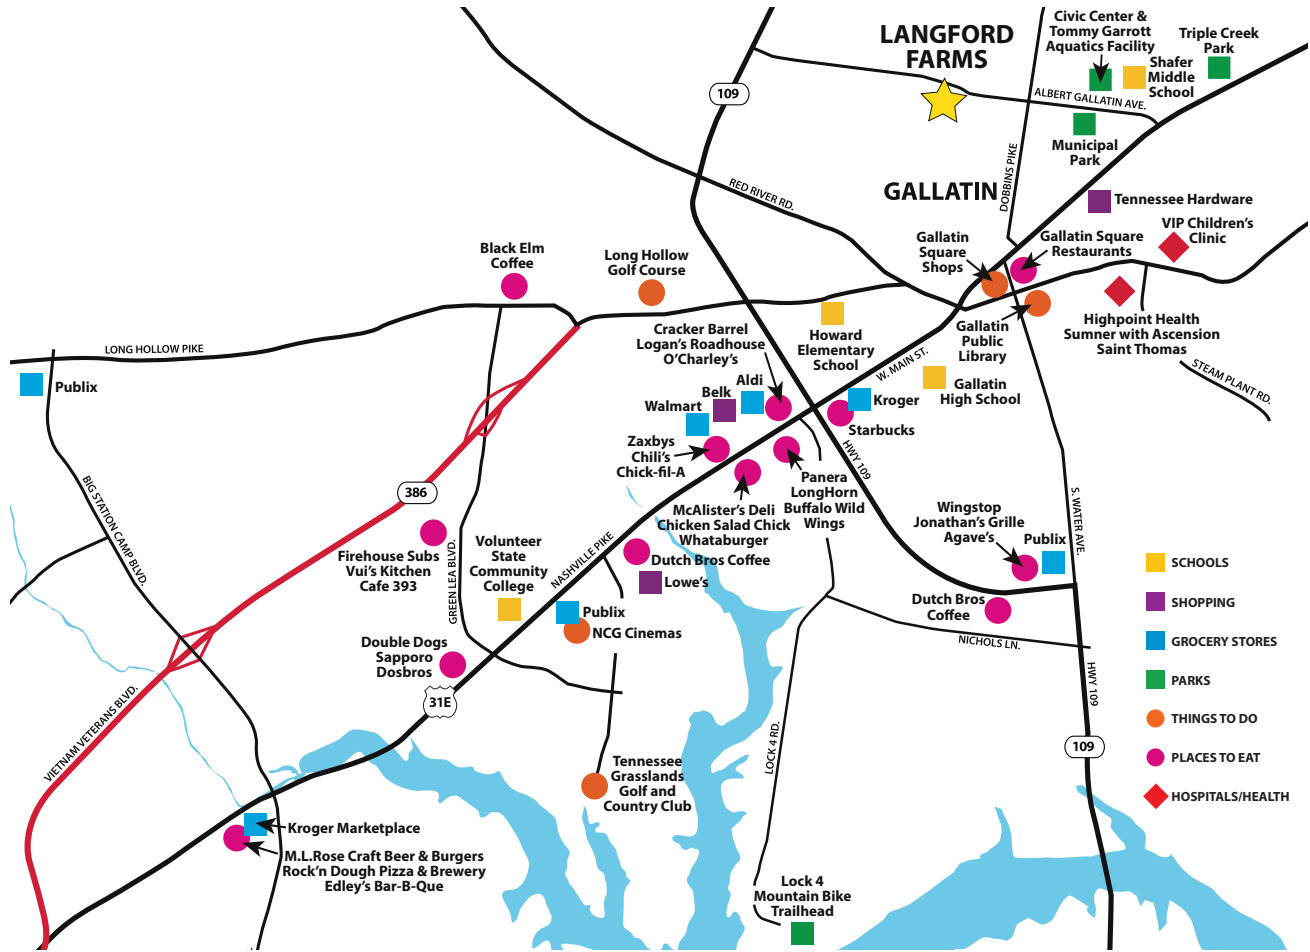 LANGFORD
FARMS
Civic Center &
Tommy Garrott
Aquatics Facility
Triple Creek
Park
Shafer
Middle
School
109
ALBERT GALLATIN AVE.
Municipal
Park
DOBBINS PIKE
RED RIVER RD.
GALLATIN
Tennessee Hardware
VIP Children's
Clinic
Gallatin
Square
Shops
Gallatin Square
Restaurants
Black Elm
Coffee
Long Hollow
Golf Course
Highpoint Health
Sumner with Ascension
Saint Thomas
Gallatin
Public
Library
Cracker Barrel
Logan's Roadhouse
O'Charley's
Howard
Elementary
School
W. MAIN ST.
LONG HOLLOW PIKE
STEAM PLANT RD.
Publix
Aldi
Belk
Walmart
Kroger
Gallatin
High School
Starbucks
Zaxbys
Chili's
Chick-fil-A
HWY 109
Panera
LongHorn
Buffalo Wild
Wings
BIG STATION CAMP BLVD.
386
McAlister's Deli
Chicken Salad Chick
Whataburger
Wingstop
Jonathan's Grille
Agave's
Publix
S. WATER AVE.
Firehouse Subs
Vui's Kitchen
Cafe 393
GREEN LEA BLVD.
Volunteer
State
Community
College
NASHVILLE PIKE
Dutch Bros Coffee
Lowe's
Publix
NCG Cinemas
Dutch Bros
Coffee
NICHOLS LN.
Double Dogs
Sapporo
Dosbros
31E
HWY 109
VIETNAM VETERANS BLVD.
LOCK 4 RD.
109
Tennessee
Grasslands
Golf and
Country Club
Kroger Marketplace
M.L.Rose Craft Beer & Burgers
Rock'n Dough Pizza & Brewery
Edley's Bar-B-Que
Lock 4
Mountain Bike
Trailhead
SCHOOLS
SHOPPING
GROCERY STORES
PARKS
THINGS TO DO
PLACES TO EAT
HOSPITALS/HEALTH